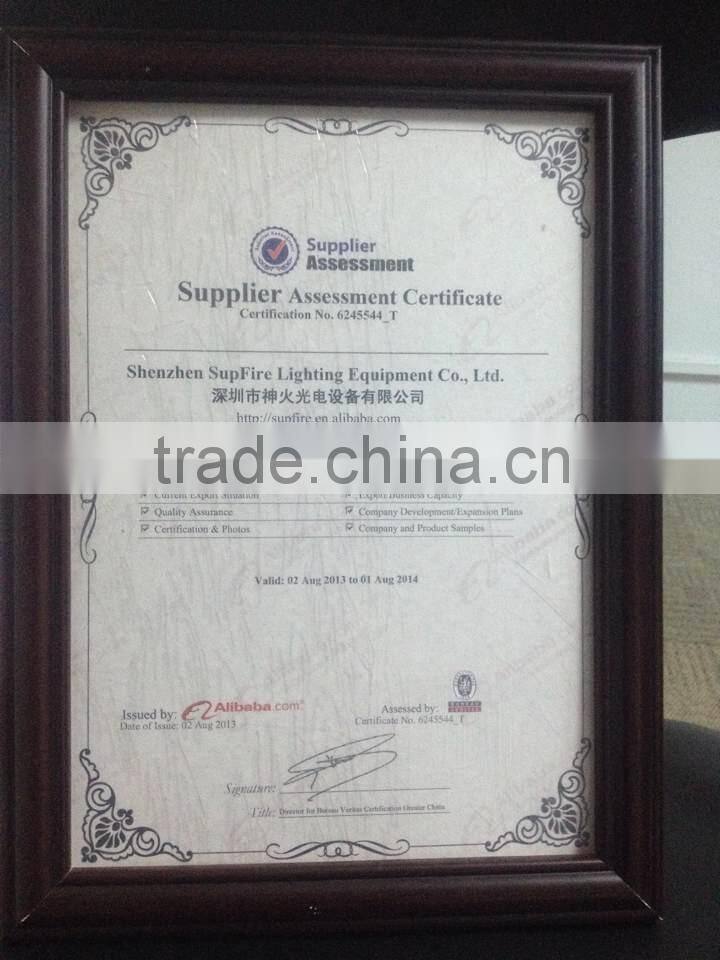 Supplier
Assessment
Supplier Assessment Certificate
Certification No. 6245544_T
Shenzhen SupFire Lighting Equipment Co., Ltd.
深圳市神火光电设备有限公司
http://supfire.en.alibaba.com
trade.china.cn
Current Export Situation
Export Business Capacity
Quality Assurance
Company Development/Expansion Plans
Certification & Photos
Company and Product Samples
Valid: 02 Aug 2013 to 01 Aug 2014
Issued by: Alibaba.com
Date of Issue: 02 Aug 2013
Assessed by:
BUREAU
VERITAS
Certificate No. 6245544_T
Signature:
Title: Director for Bureau Veritas Certification Greater China